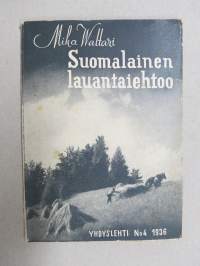 Mika Waltari
Suomalainen
lauantaiehtoo
YHDYSLEHTI No 4 1936